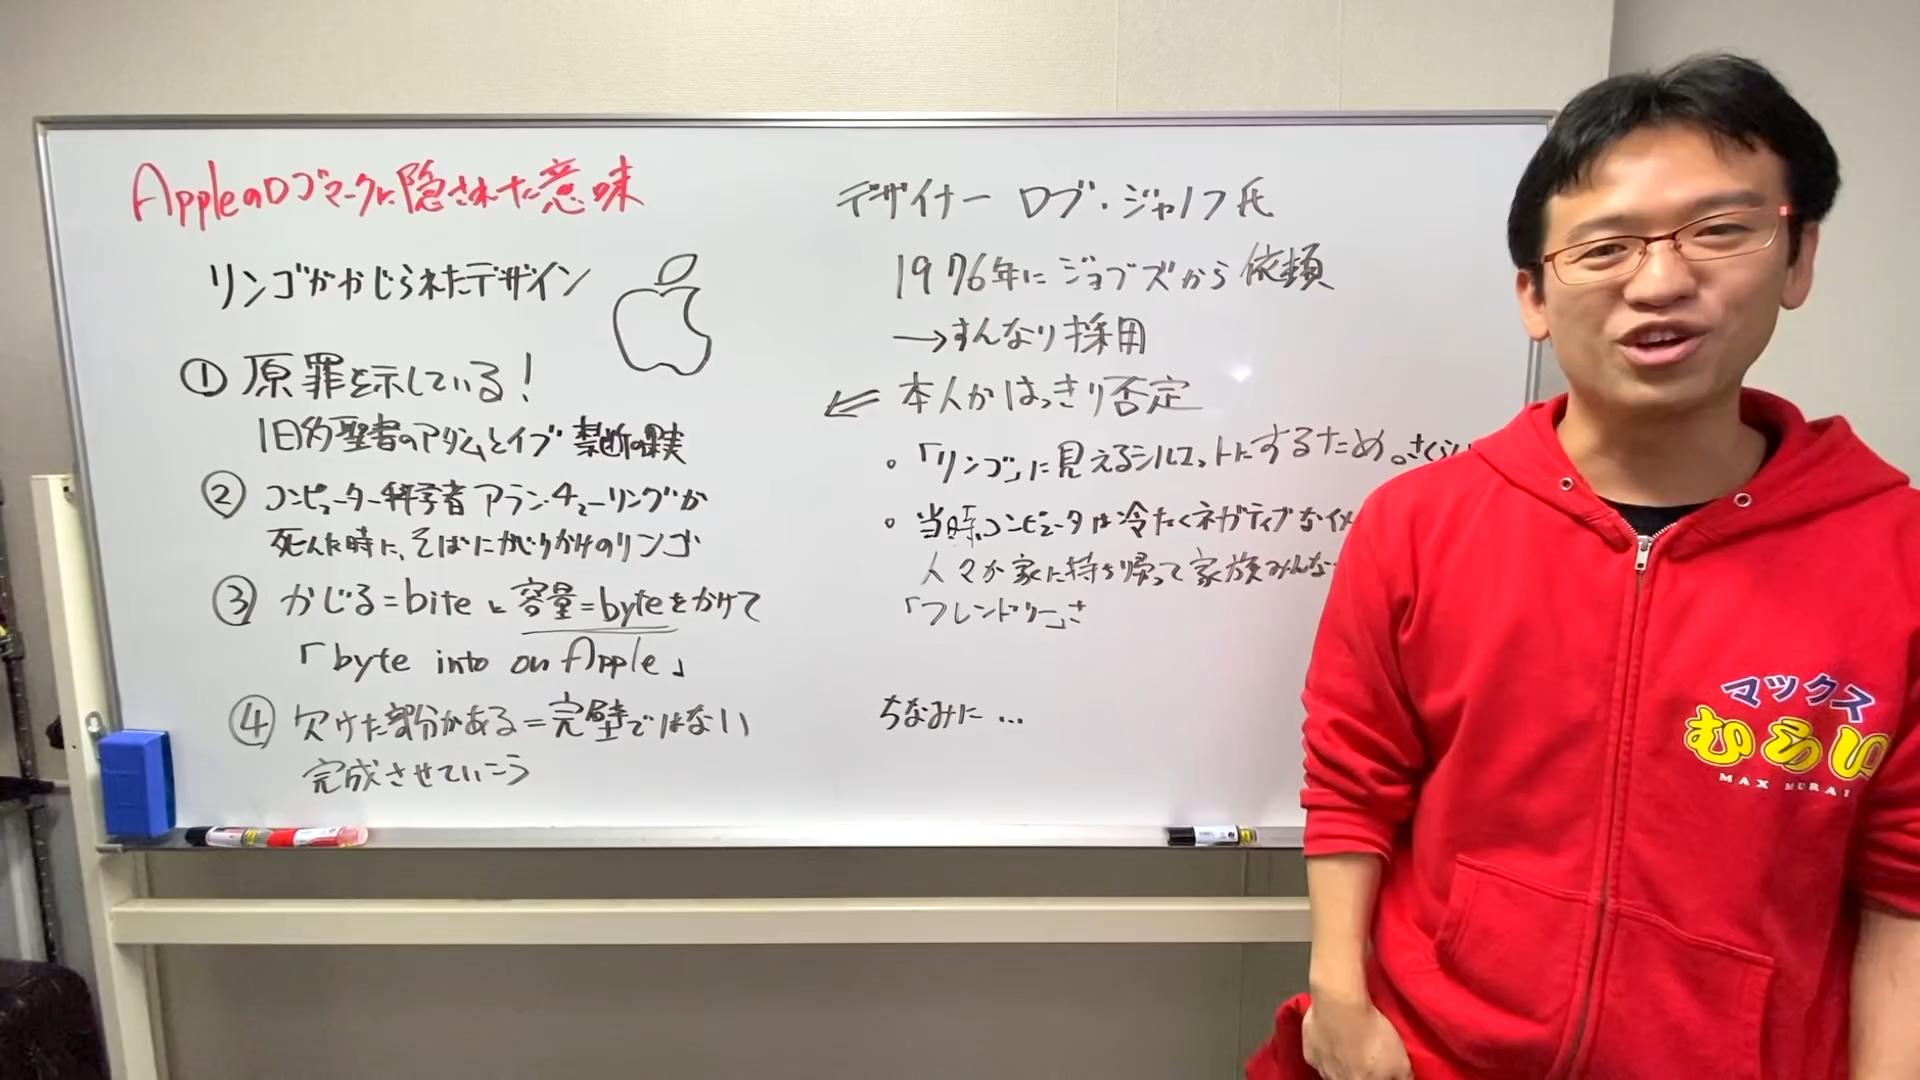 Appleのロゴマークに隠された意味
リンゴがかじられたデザイン
① 原罪を示している!
旧約聖書のアダムとイブ 禁断の果実
② コンピューター科学者 アラン・チューリングが
死んだ時に、そばにかじりかけのリンゴ
③ かじる=biteと容量=byteをかけて
「byte into an Apple」
④ 欠けた部分がある=完璧ではない
完成させていこう
デザイナー ロブ・ジャノフ氏
1976年にジョブズから依頼
→すんなり採用
本人がはっきり否定
。「リンゴ」に見えるシルエットにするため。さくらん
。当時コンピュータは冷たくネガティブなイメ
人々が家に持ち帰って家族みんな
「フレンドリー」さ
ちなみに…
マックス
むらい
MAX MURAI